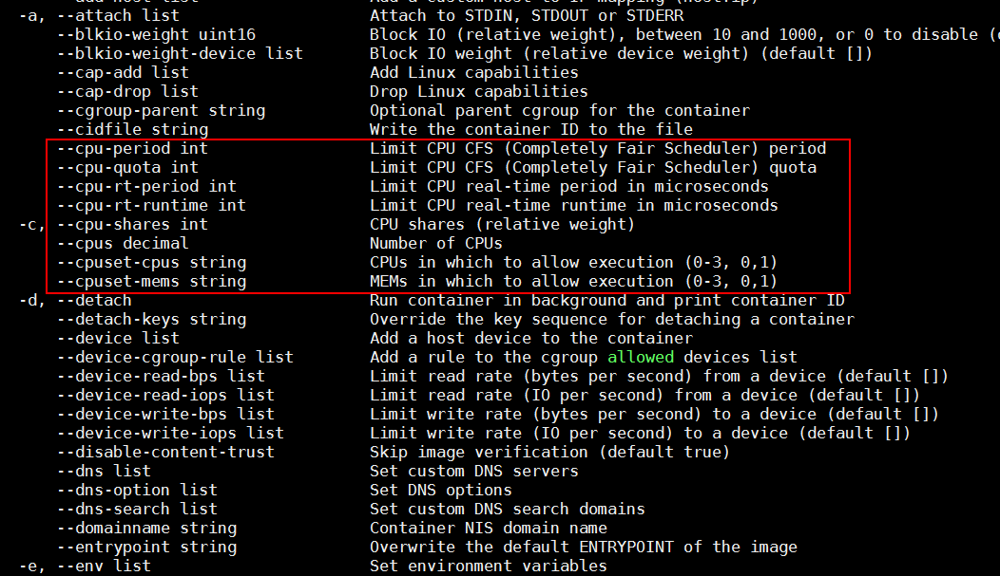 --add-host list Add a custom host-to-IP mapping (host:ip)
-a, --attach list Attach to STDIN, STDOUT or STDERR
--blkio-weight uint16 Block IO (relative weight), between 10 and 1000, or 0 to disable (
--blkio-weight-device list Block IO weight (relative device weight) (default [])
--cap-add list Add Linux capabilities
--cap-drop list Drop Linux capabilities
--cgroup-parent string Optional parent cgroup for the container
--cidfile string Write the container ID to the file
--cpu-period int Limit CPU CFS (Completely Fair Scheduler) period
--cpu-quota int Limit CPU CFS (Completely Fair Scheduler) quota
--cpu-rt-period int Limit CPU real-time period in microseconds
--cpu-rt-runtime int Limit CPU real-time runtime in microseconds
-c, --cpu-shares int CPU shares (relative weight)
--cpus decimal Number of CPUs
--cpuset-cpus string CPUs in which to allow execution (0-3, 0,1)
--cpuset-mems string MEMs in which to allow execution (0-3, 0,1)
-d, --detach Run container in background and print container ID
--detach-keys string Override the key sequence for detaching a container
--device list Add a host device to the container
--device-cgroup-rule list Add a rule to the cgroup allowed devices list
--device-read-bps list Limit read rate (bytes per second) from a device (default [])
--device-read-iops list Limit read rate (IO per second) from a device (default [])
--device-write-bps list Limit write rate (bytes per second) to a device (default [])
--device-write-iops list Limit write rate (IO per second) to a device (default [])
--disable-content-trust Skip image verification (default true)
--dns list Set custom DNS servers
--dns-option list Set DNS options
--dns-search list Set custom DNS search domains
--domainname string Container NIS domain name
--entrypoint string Overwrite the default ENTRYPOINT of the image
-e, --env list Set environment variables